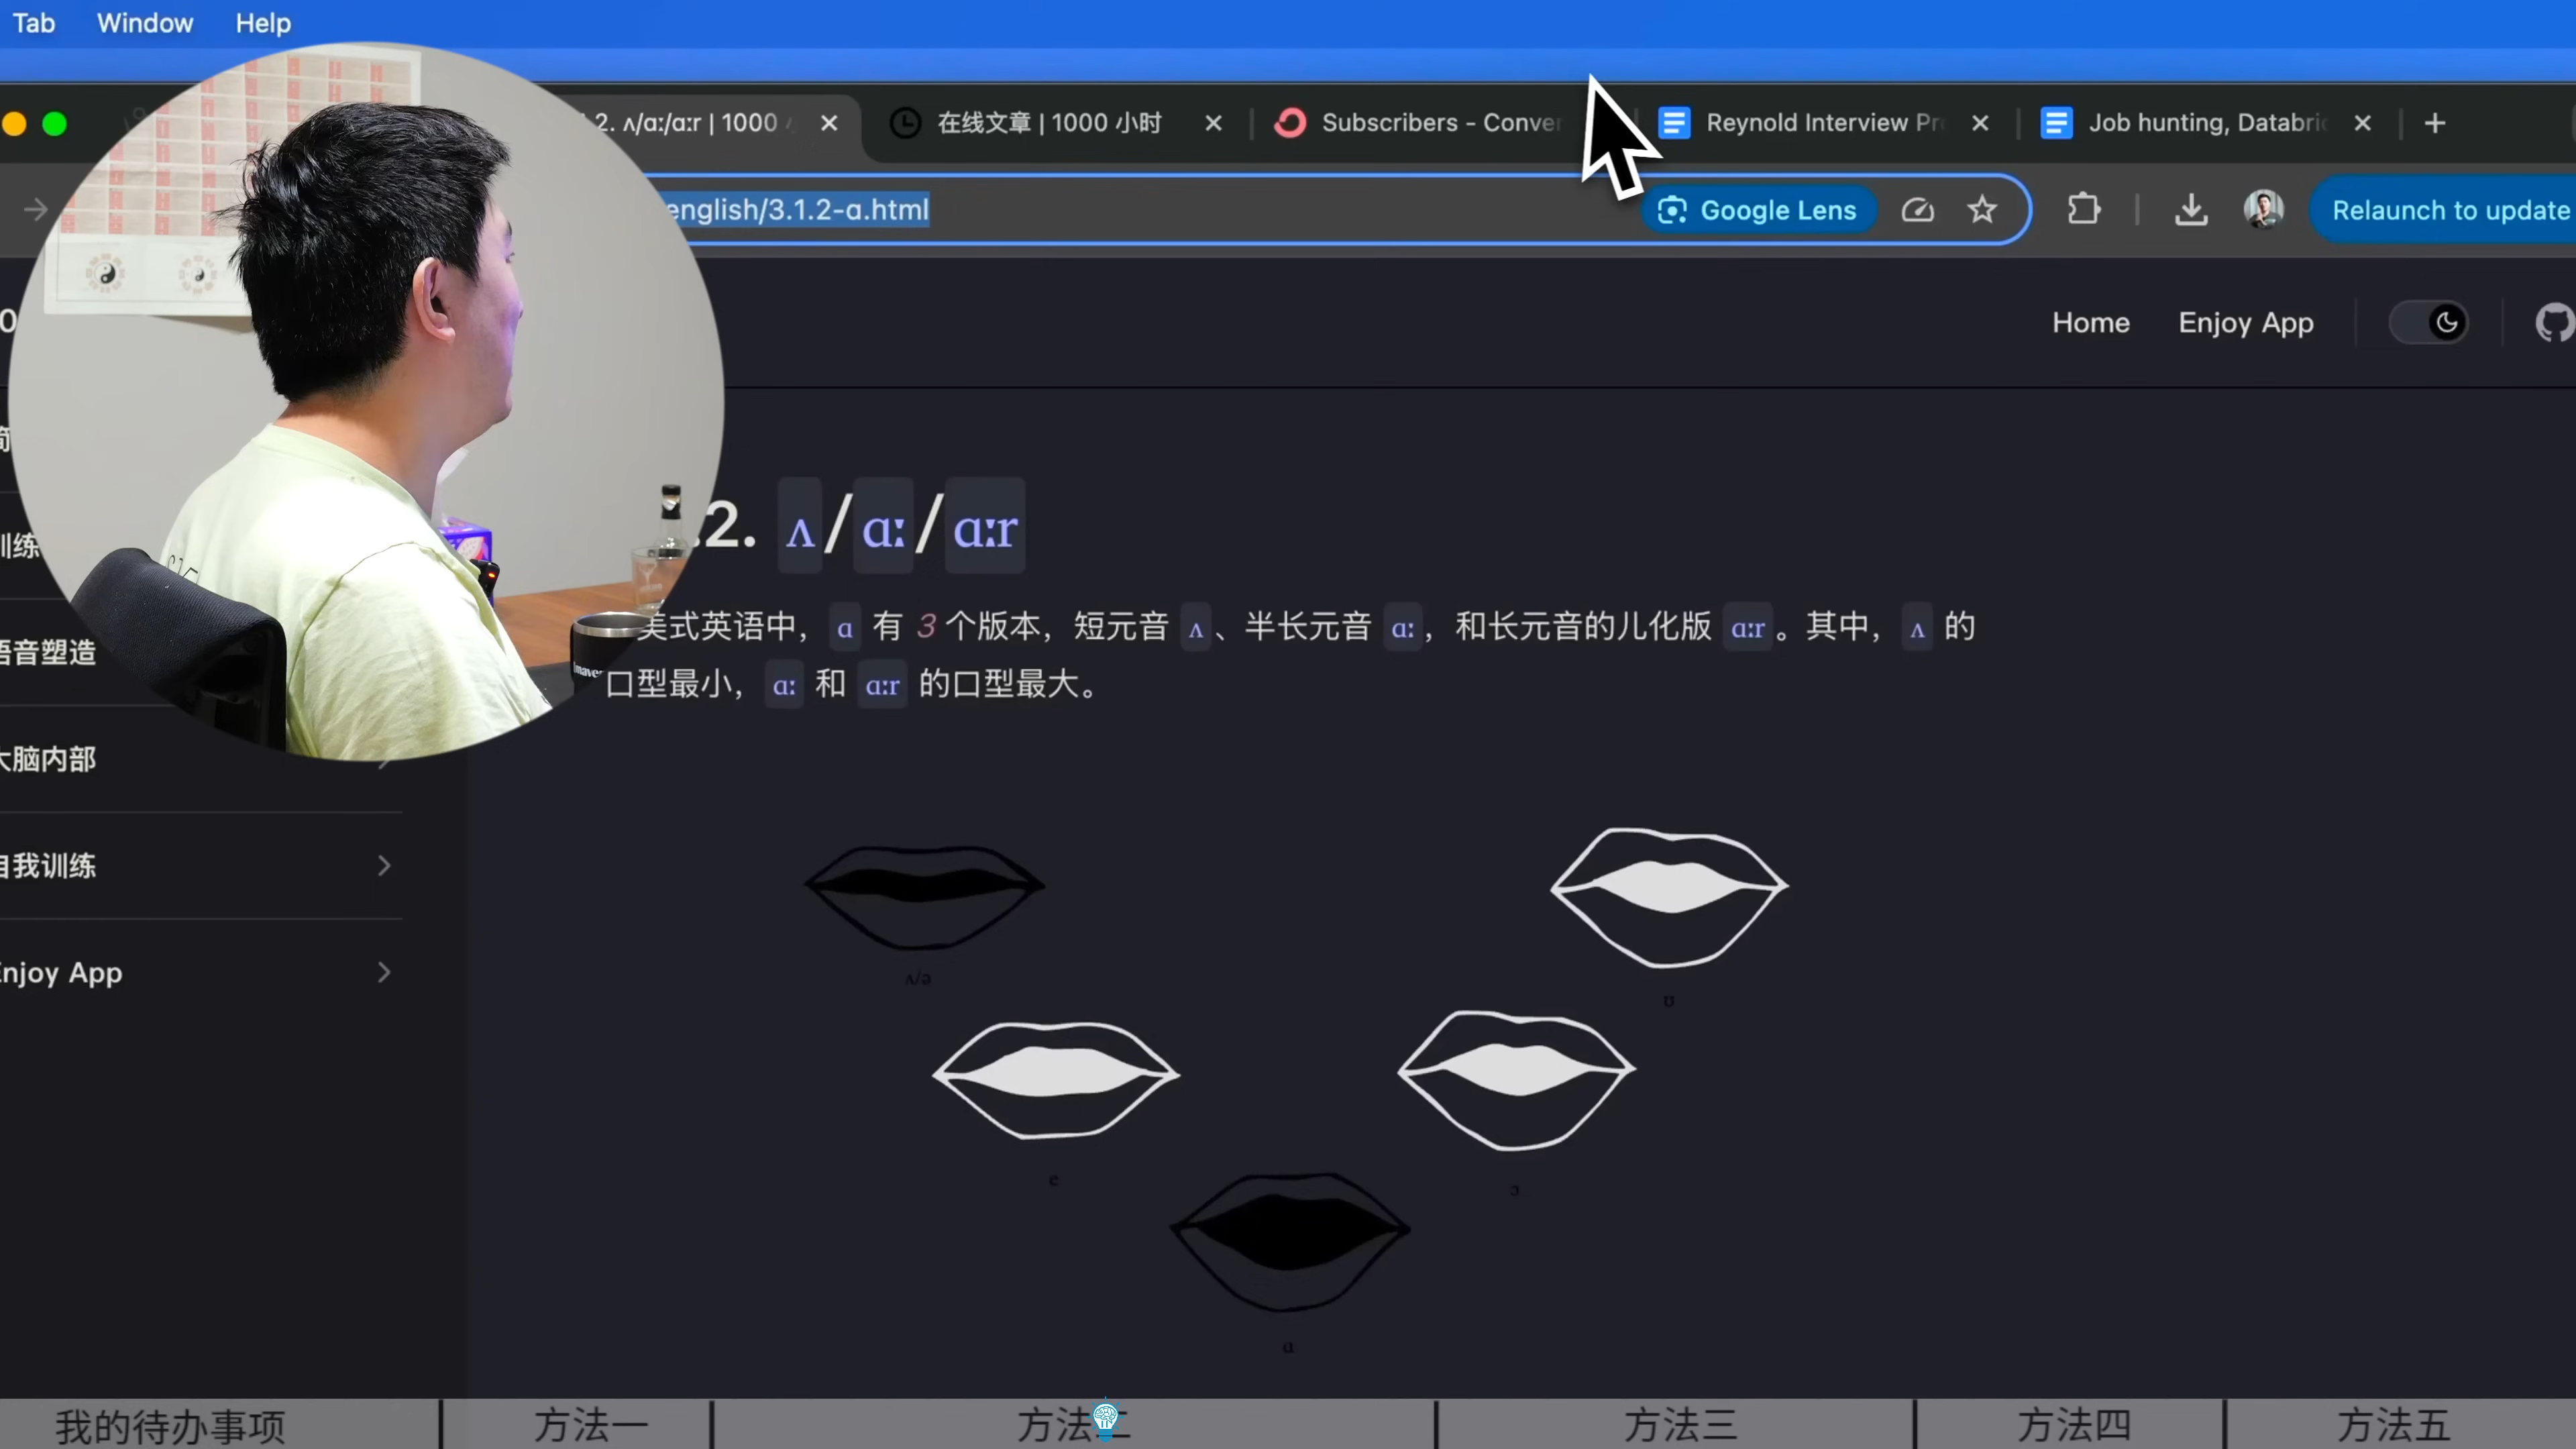 Tab Window Help
2. ʌ/ɑː/ɑːr | 1000
在线文章 | 1000 小时
Subscribers - Conver
Reynold Interview Pr
Job hunting, Databri
english/3.1.2-ɑ.html
Google Lens
Relaunch to update
Home Enjoy App
.2. ʌ/ɑː/ɑːr
美式英语中， ɑ 有 3 个版本，短元音 ʌ、半长元音 ɑː，和长元音的儿化版 ɑːr。其中， ʌ 的
口型最小， ɑː 和 ɑːr 的口型最大。
训练
语音塑造
大脑内部
自我训练
Enjoy App
ʌ/ə
ʊ
e
ɔ
ɑ
我的待办事项 方法一 方法二 方法三 方法四 方法五